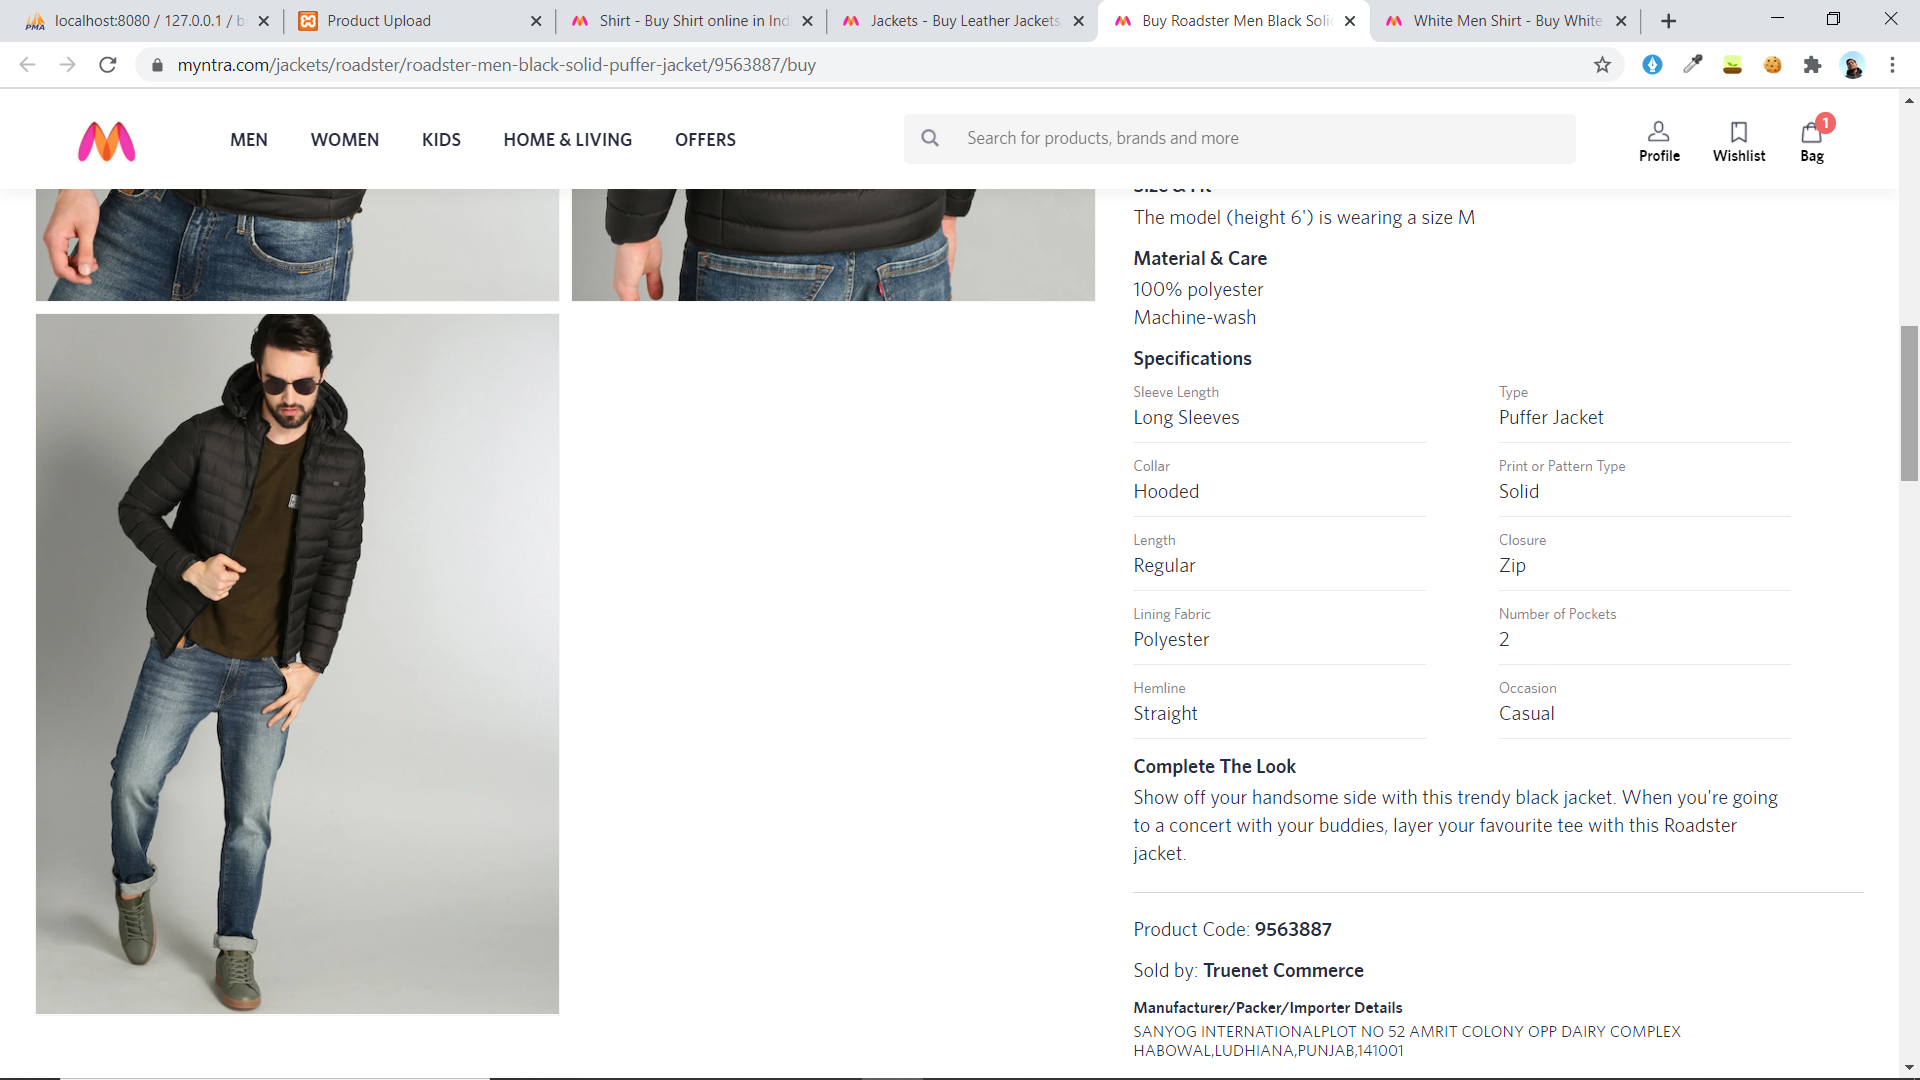 localhost:8080 / 127.0.0.1 / b
Product Upload
Shirt - Buy Shirt online in Ind
Jackets - Buy Leather Jackets
Buy Roadster Men Black Soli
White Men Shirt - Buy White
myntra.com/jackets/roadster/roadster-men-black-solid-puffer-jacket/9563887/buy
MEN
WOMEN
KIDS
HOME & LIVING
OFFERS
Search for products, brands and more
Profile
Wishlist
1
Bag
Size & Fit
The model (height 6') is wearing a size M
Material & Care
100% polyester
Machine-wash
Specifications
Sleeve Length
Long Sleeves
Type
Puffer Jacket
Collar
Hooded
Print or Pattern Type
Solid
Length
Regular
Closure
Zip
Lining Fabric
Polyester
Number of Pockets
2
Hemline
Straight
Occasion
Casual
Complete The Look
Show off your handsome side with this trendy black jacket. When you're going
to a concert with your buddies, layer your favourite tee with this Roadster
jacket.
Product Code: 9563887
Sold by: Truenet Commerce
Manufacturer/Packer/Importer Details
SANYOG INTERNATIONALPLOT NO 52 AMRIT COLONY OPP DAIRY COMPLEX
HABOWAL,LUDHIANA,PUNJAB,141001